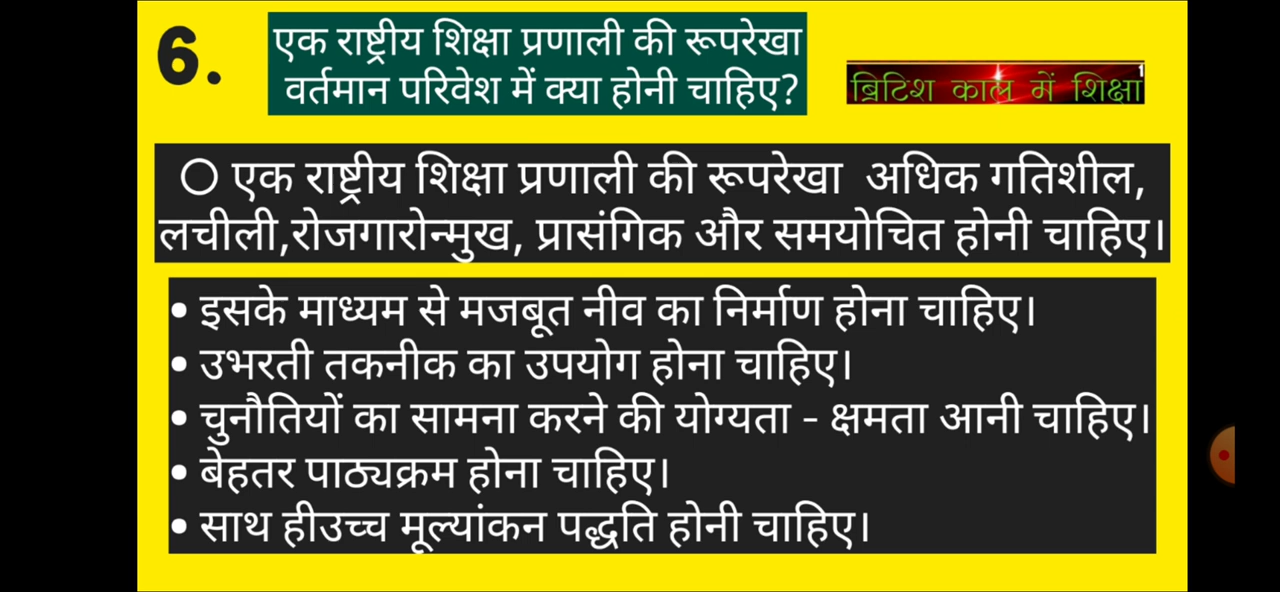 6.
एक राष्ट्रीय शिक्षा प्रणाली की रूपरेखा
वर्तमान परिवेश में क्या होनी चाहिए?
1
ब्रिटिश काल में शिक्षा
○ एक राष्ट्रीय शिक्षा प्रणाली की रूपरेखा अधिक गतिशील,
लचीली,रोजगारोन्मुख, प्रासंगिक और समयोचित होनी चाहिए।
• इसके माध्यम से मजबूत नीव का निर्माण होना चाहिए।
• उभरती तकनीक का उपयोग होना चाहिए।
• चुनौतियों का सामना करने की योग्यता - क्षमता आनी चाहिए।
• बेहतर पाठ्यक्रम होना चाहिए।
• साथ हीउच्च मूल्यांकन पद्धति होनी चाहिए।